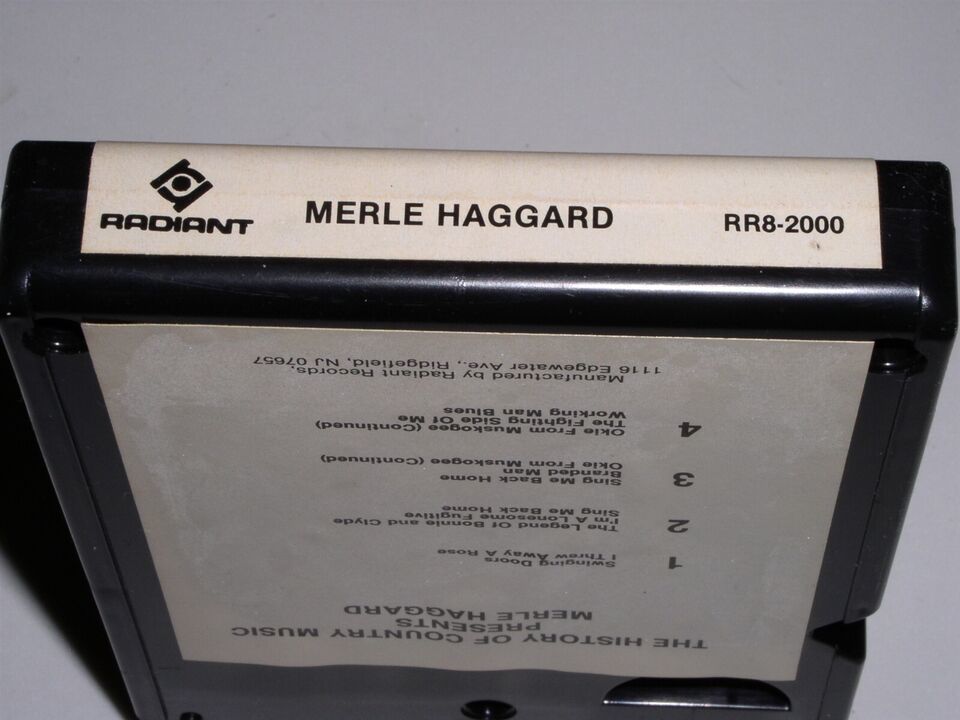 RADIANT
MERLE HAGGARD
RR8-2000
THE HISTORY OF COUNTRY MUSIC
PRESENTS
MERLE HAGGARD
1
Swinging Doors
I Threw Away A Rose
2
The Legend Of Bonnie and Clyde
I'm A Lonesome Fugitive
Sing Me Back Home
3
Sing Me Back Home
Branded Man
Okie From Muskogee (Continued)
4
Okie From Muskogee (Continued)
The Fighting Side Of Me
Working Man Blues
Manufactured by Radiant Records,
1116 Edgewater Ave., Ridgefield, NJ 07657